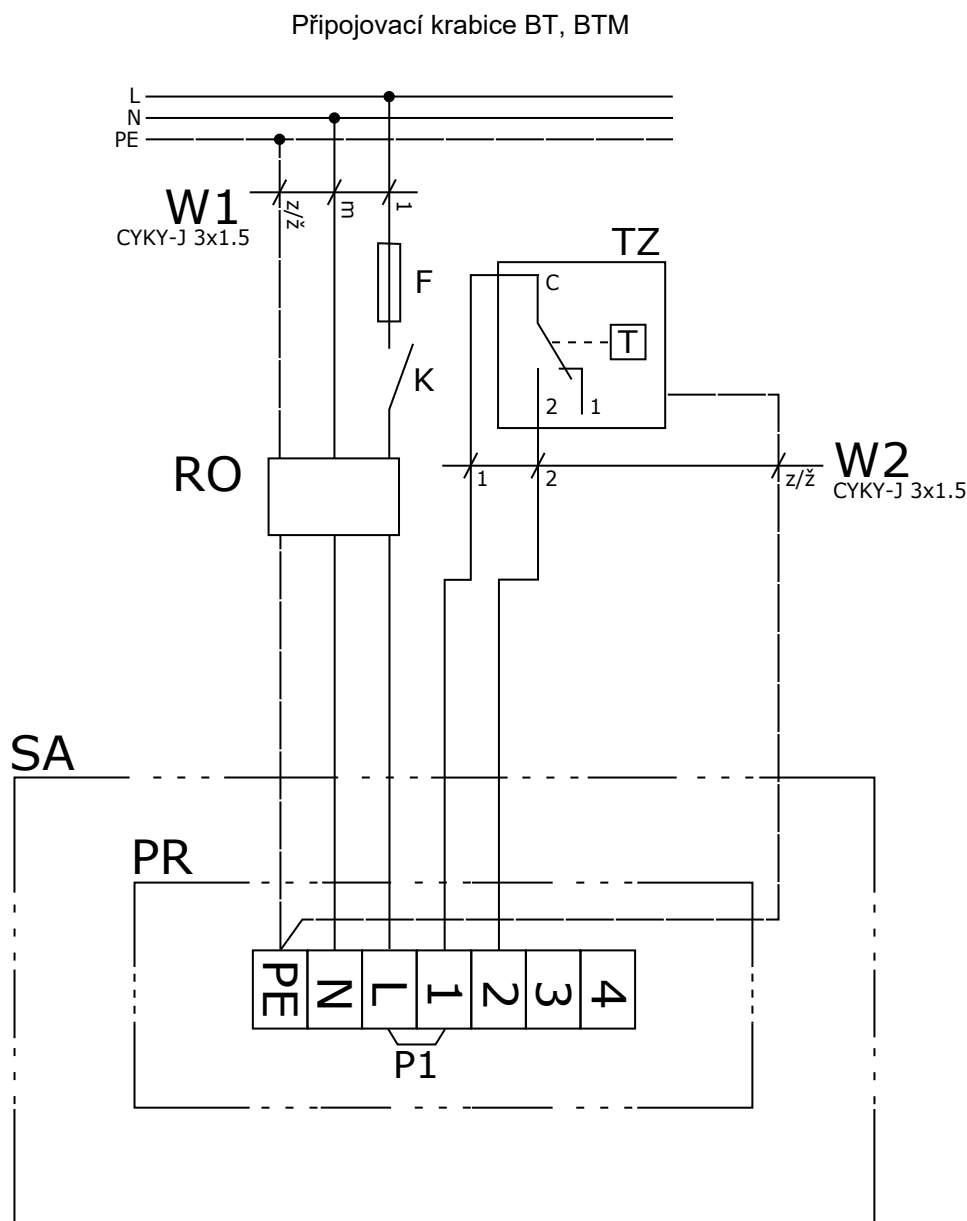 Připojovací krabice BT, BTM
L
N
PE
W1
CYKY-J 3x1.5
z/ž
m
1
F
K
RO
TZ
C
T
2
1
1
2
z/ž
W2
CYKY-J 3x1.5
SA
PR
PE
N
L
1
2
3
4
P1